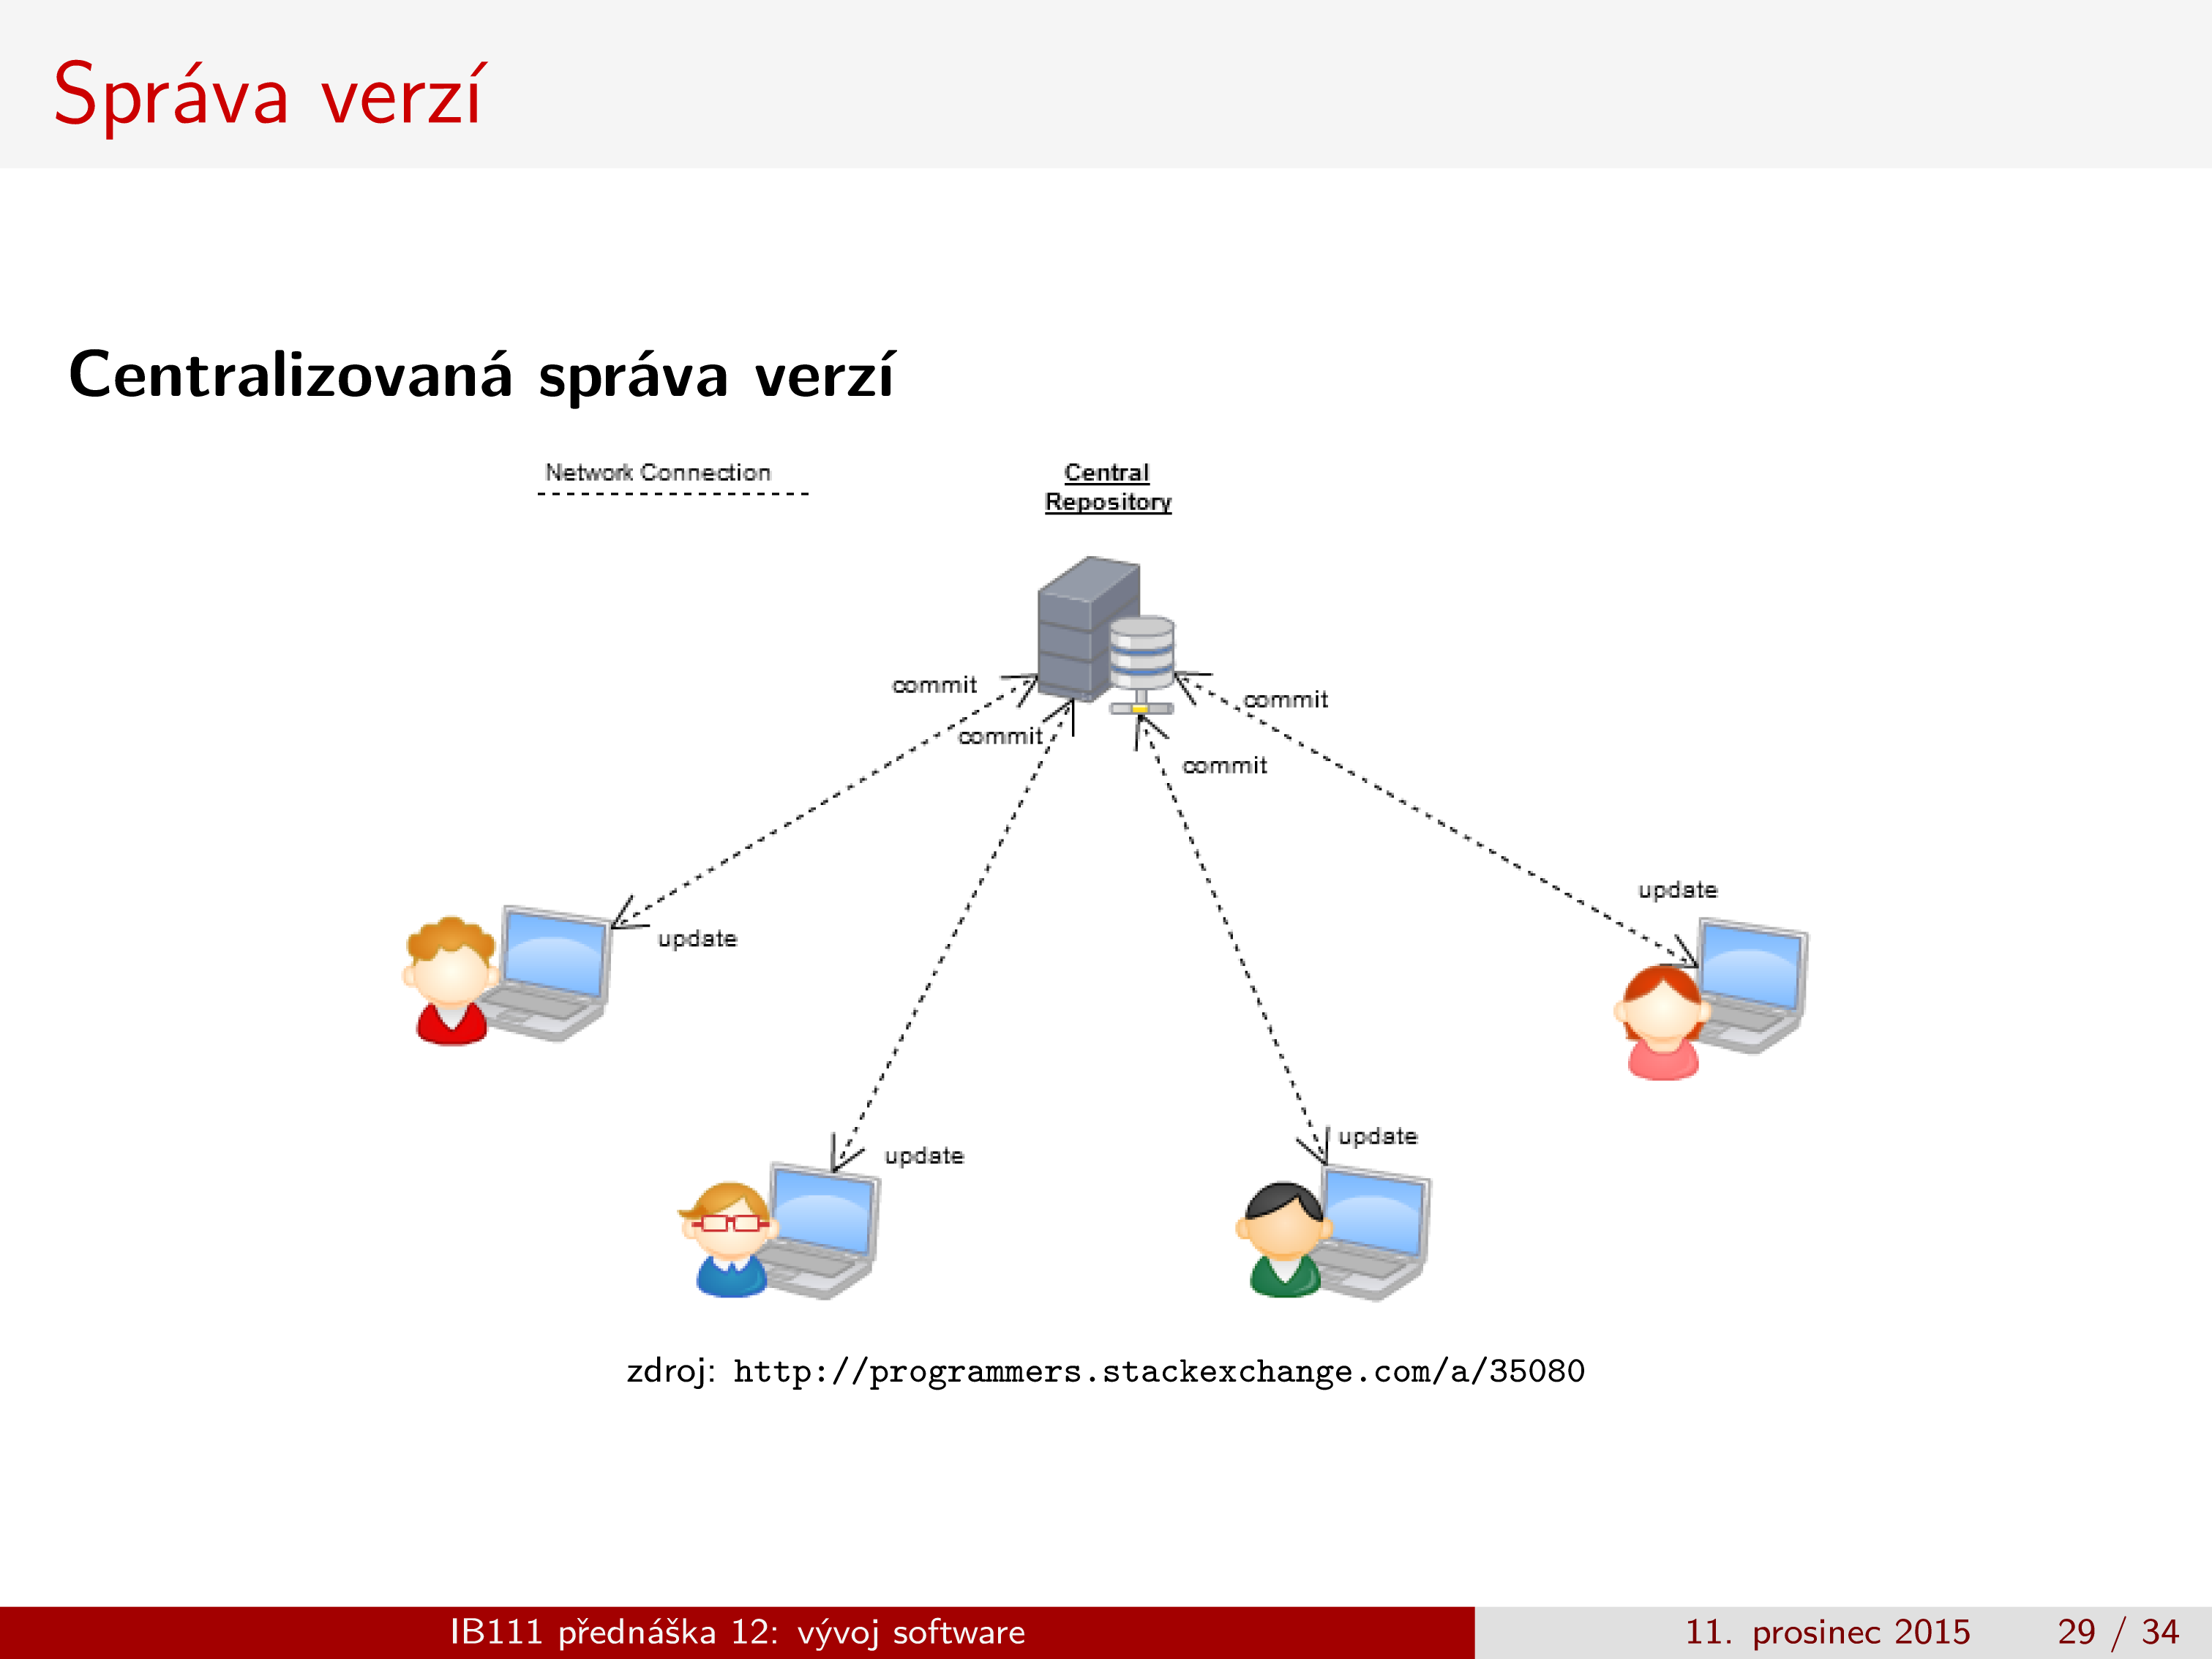 Správa verzí
Centralizovaná správa verzí
Network Connection
Central
Repository
commit
commit
commit
commit
update
update
update
update
zdroj: http://programmers.stackexchange.com/a/35080
IB111 přednáška 12: vývoj software
11. prosinec 2015
29 / 34